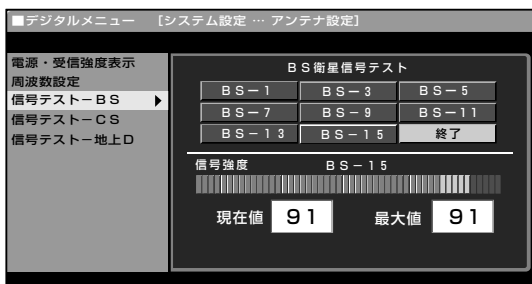 ■デジタルメニュー [システム設定 … アンテナ設定]
電源・受信強度表示
周波数設定
信号テスト－ＢＳ ▶
信号テスト－ＣＳ
信号テスト－地上Ｄ
ＢＳ衛星信号テスト
ＢＳ－１ ＢＳ－３ ＢＳ－５
ＢＳ－７ ＢＳ－９ ＢＳ－１１
ＢＳ－１３ ＢＳ－１５ 終了
信号強度 ＢＳ－１５
現在値 ９１ 最大値 ９１